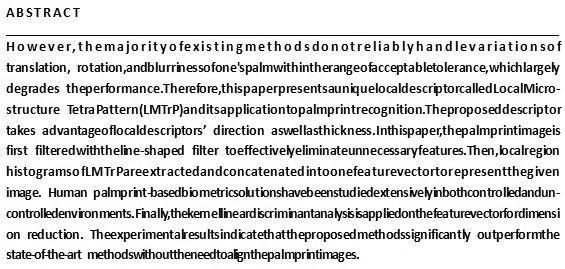 ABSTRACT
However, the majority of existing methods do not reliably handle variations of
translation, rotation, and blurriness of one's palm within the range of acceptable tolerance, which largely
degrades the performance. Therefore, this paper presents a unique local descriptor called Local Micro-
structure Tetra Pattern (LMTrP) and its application to palmprint recognition. The proposed descriptor
takes advantage of local descriptors’ direction as well as thickness. In this paper, the palmprint image is
first filtered with the line-shaped filter to effectively eliminate unnecessary features. Then, local region
histograms of LMTrP are extracted and concatenated into one feature vector to represent the given
image. Human palmprint-based biometric solutions have been studied extensively in both controlled and un-
controlled environments. Finally, the kernel linear discriminant analysis is applied on the feature vector for dimensi
on reduction. The experimental results indicate that the proposed methods significantly outperform the
state-of-the-art methods without the need to align the palmprint images.